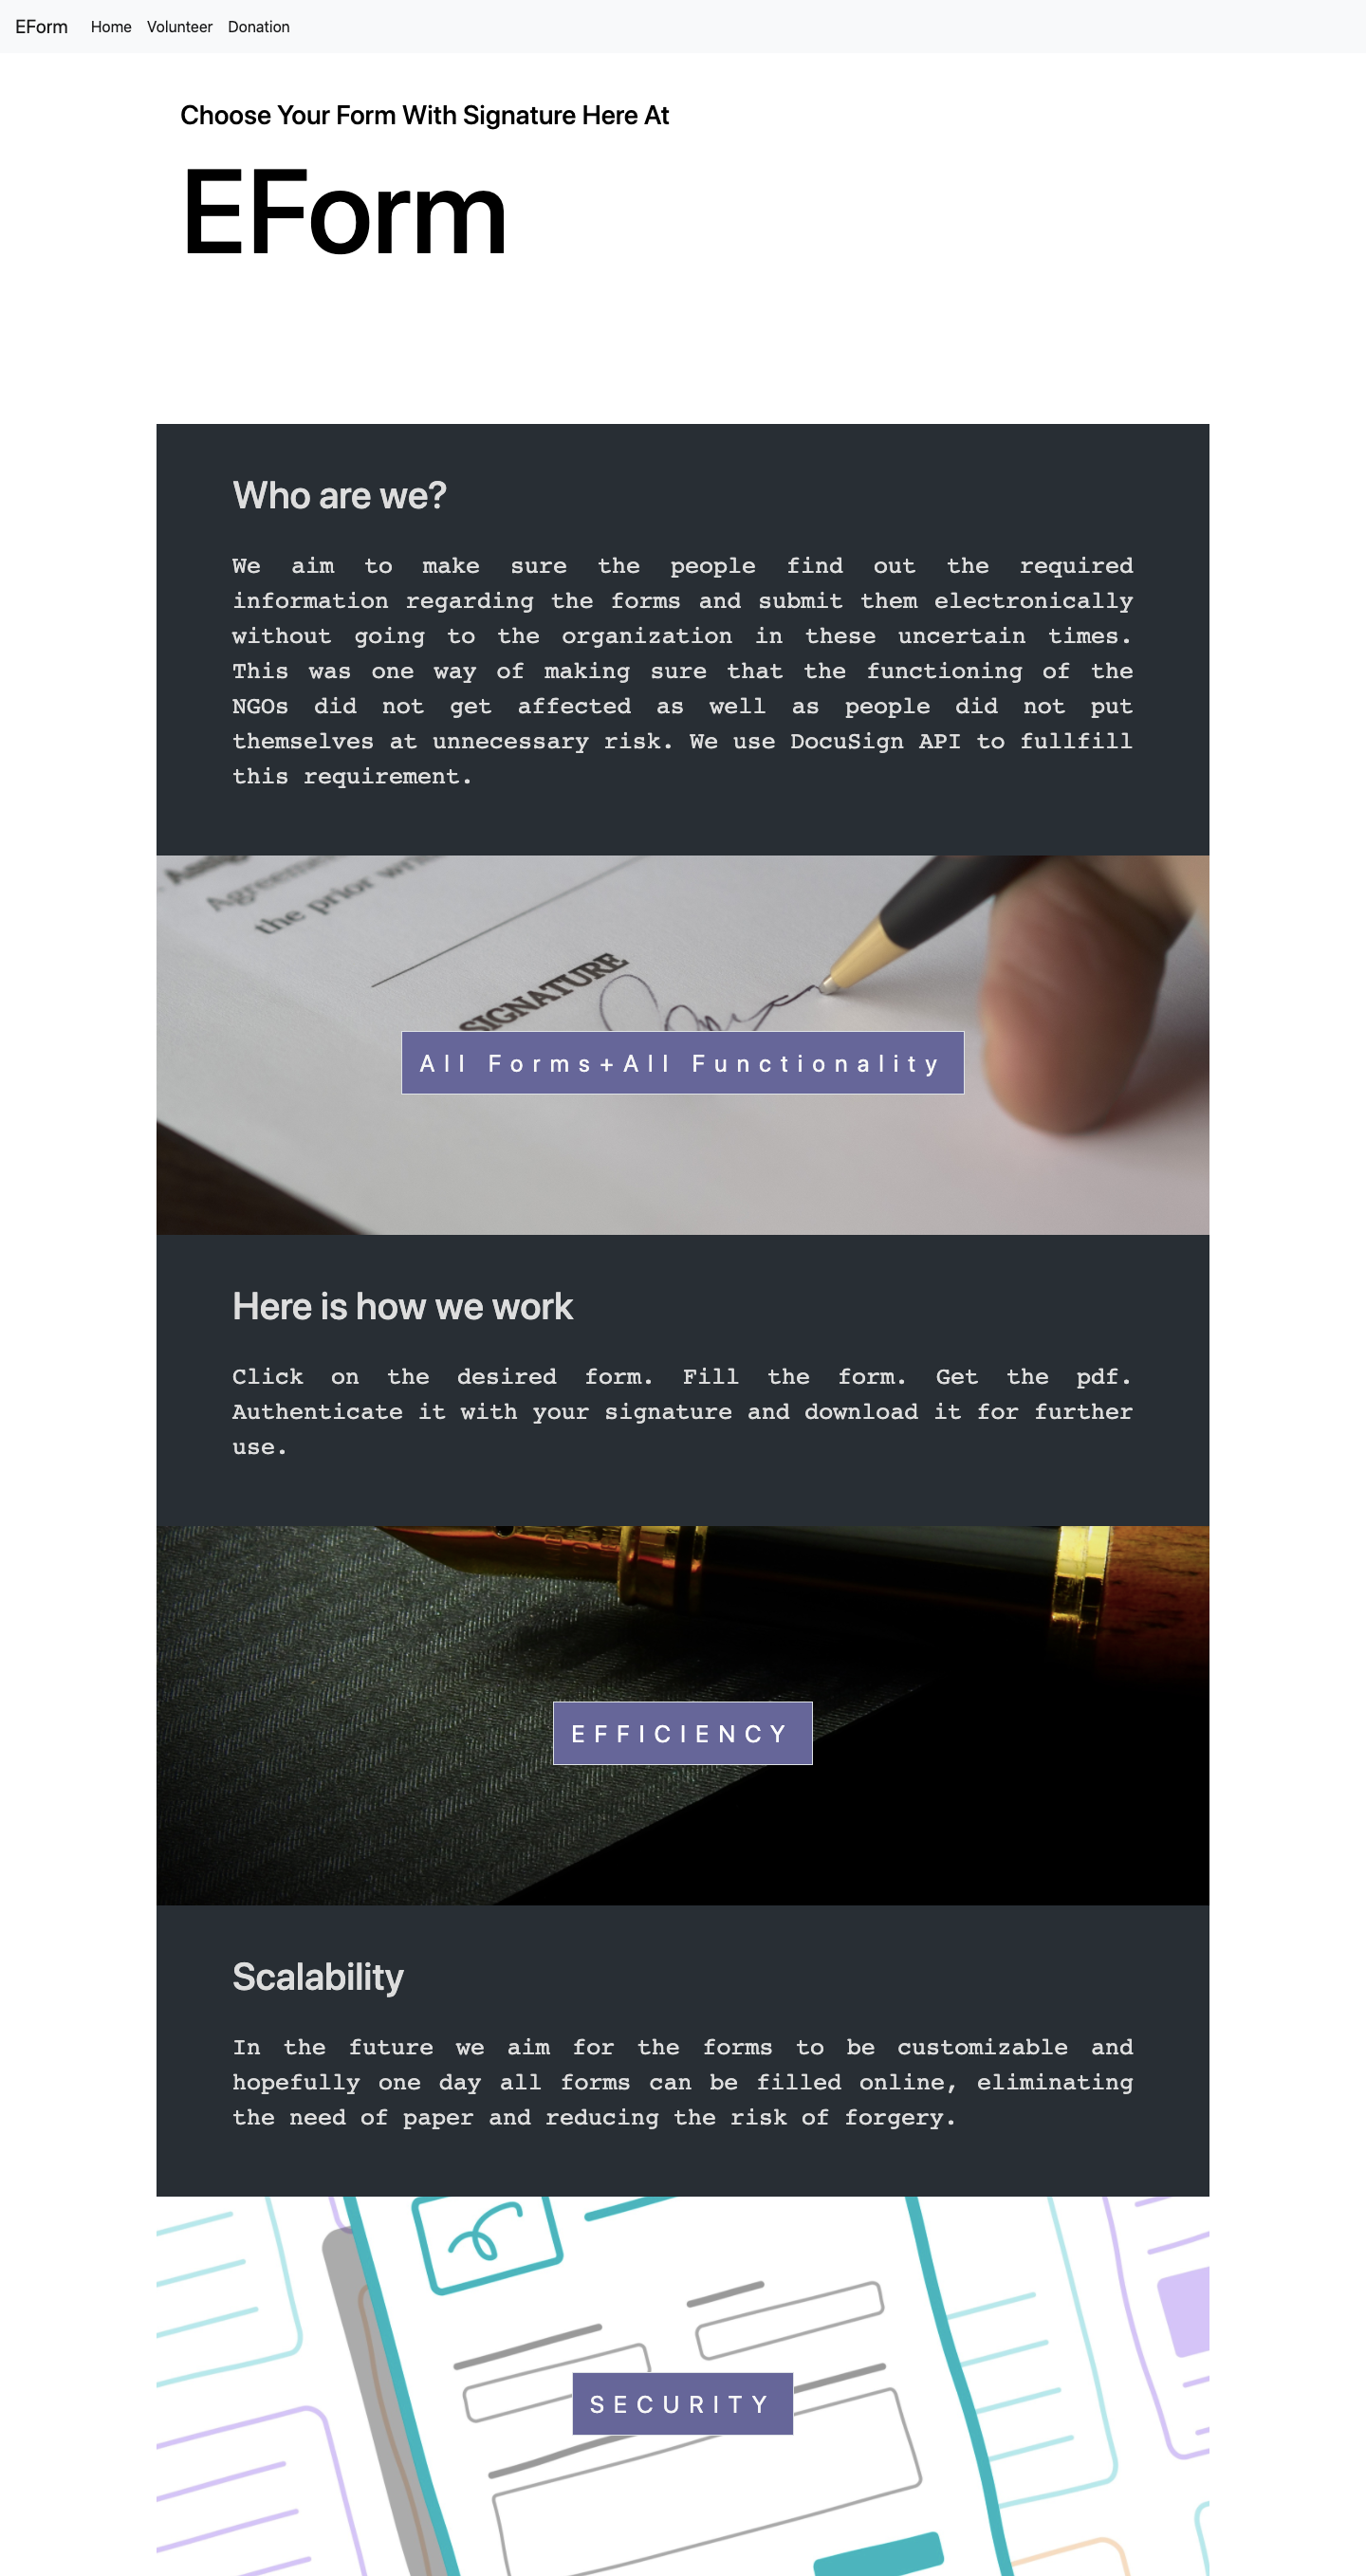 EForm Home Volunteer Donation
Choose Your Form With Signature Here At
EForm
Who are we?
We aim to make sure the people find out the required
information regarding the forms and submit them electronically
without going to the organization in these uncertain times.
This was one way of making sure that the functioning of the
NGOs did not get affected as well as people did not put
themselves at unnecessary risk. We use DocuSign API to fullfill
this requirement.
Agreement
the prior
SIGNATURE
All Forms+All Functionality
Here is how we work
Click on the desired form. Fill the form. Get the pdf.
Authenticate it with your signature and download it for further
use.
EFFICIENCY
Scalability
In the future we aim for the forms to be customizable and
hopefully one day all forms can be filled online, eliminating
the need of paper and reducing the risk of forgery.
SECURITY